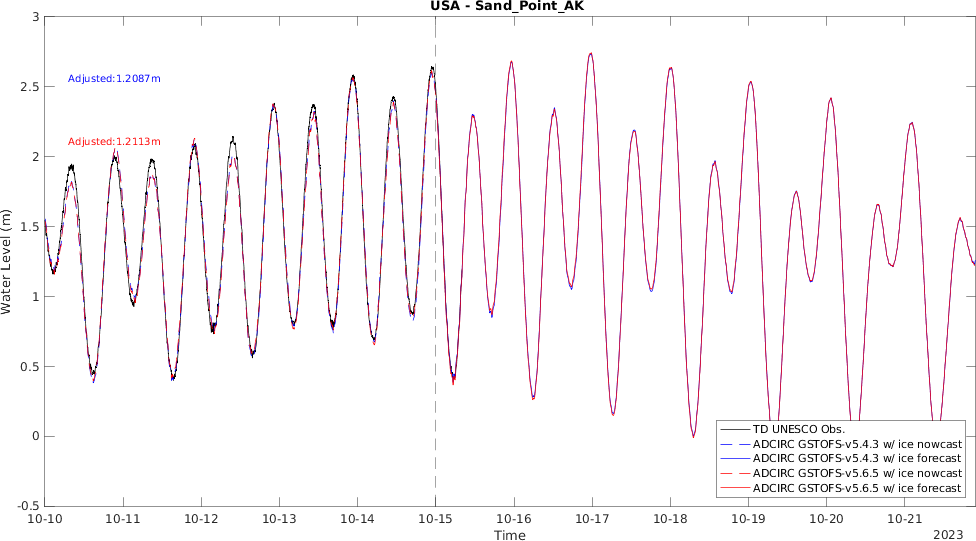 USA - Sand_Point_AK
3
2.5
2
1.5
1
0.5
0
-0.5
Water Level (m)
Adjusted:1.2087m
Adjusted:1.2113m
TD UNESCO Obs.
ADCIRC GSTOFS-v5.4.3 w/ ice nowcast
ADCIRC GSTOFS-v5.4.3 w/ ice forecast
ADCIRC GSTOFS-v5.6.5 w/ ice nowcast
ADCIRC GSTOFS-v5.6.5 w/ ice forecast
10-10 10-11 10-12 10-13 10-14 10-15 10-16 10-17 10-18 10-19 10-20 10-21
Time
2023